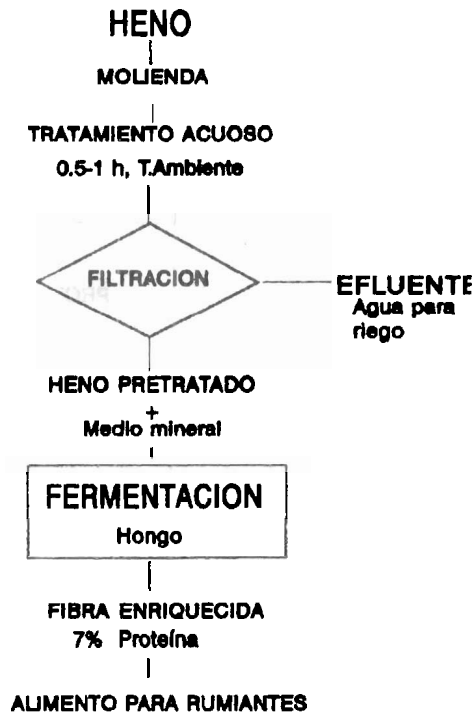 HENO
MOLIENDA
TRATAMIENTO ACUOSO
0.5-1 h, T.Ambiente
FILTRACION
EFLUENTE
Agua para
riego
HENO PRETRATADO
+
Medio mineral
FERMENTACION
Hongo
FIBRA ENRIQUECIDA
7% Proteína
ALIMENTO PARA RUMIANTES